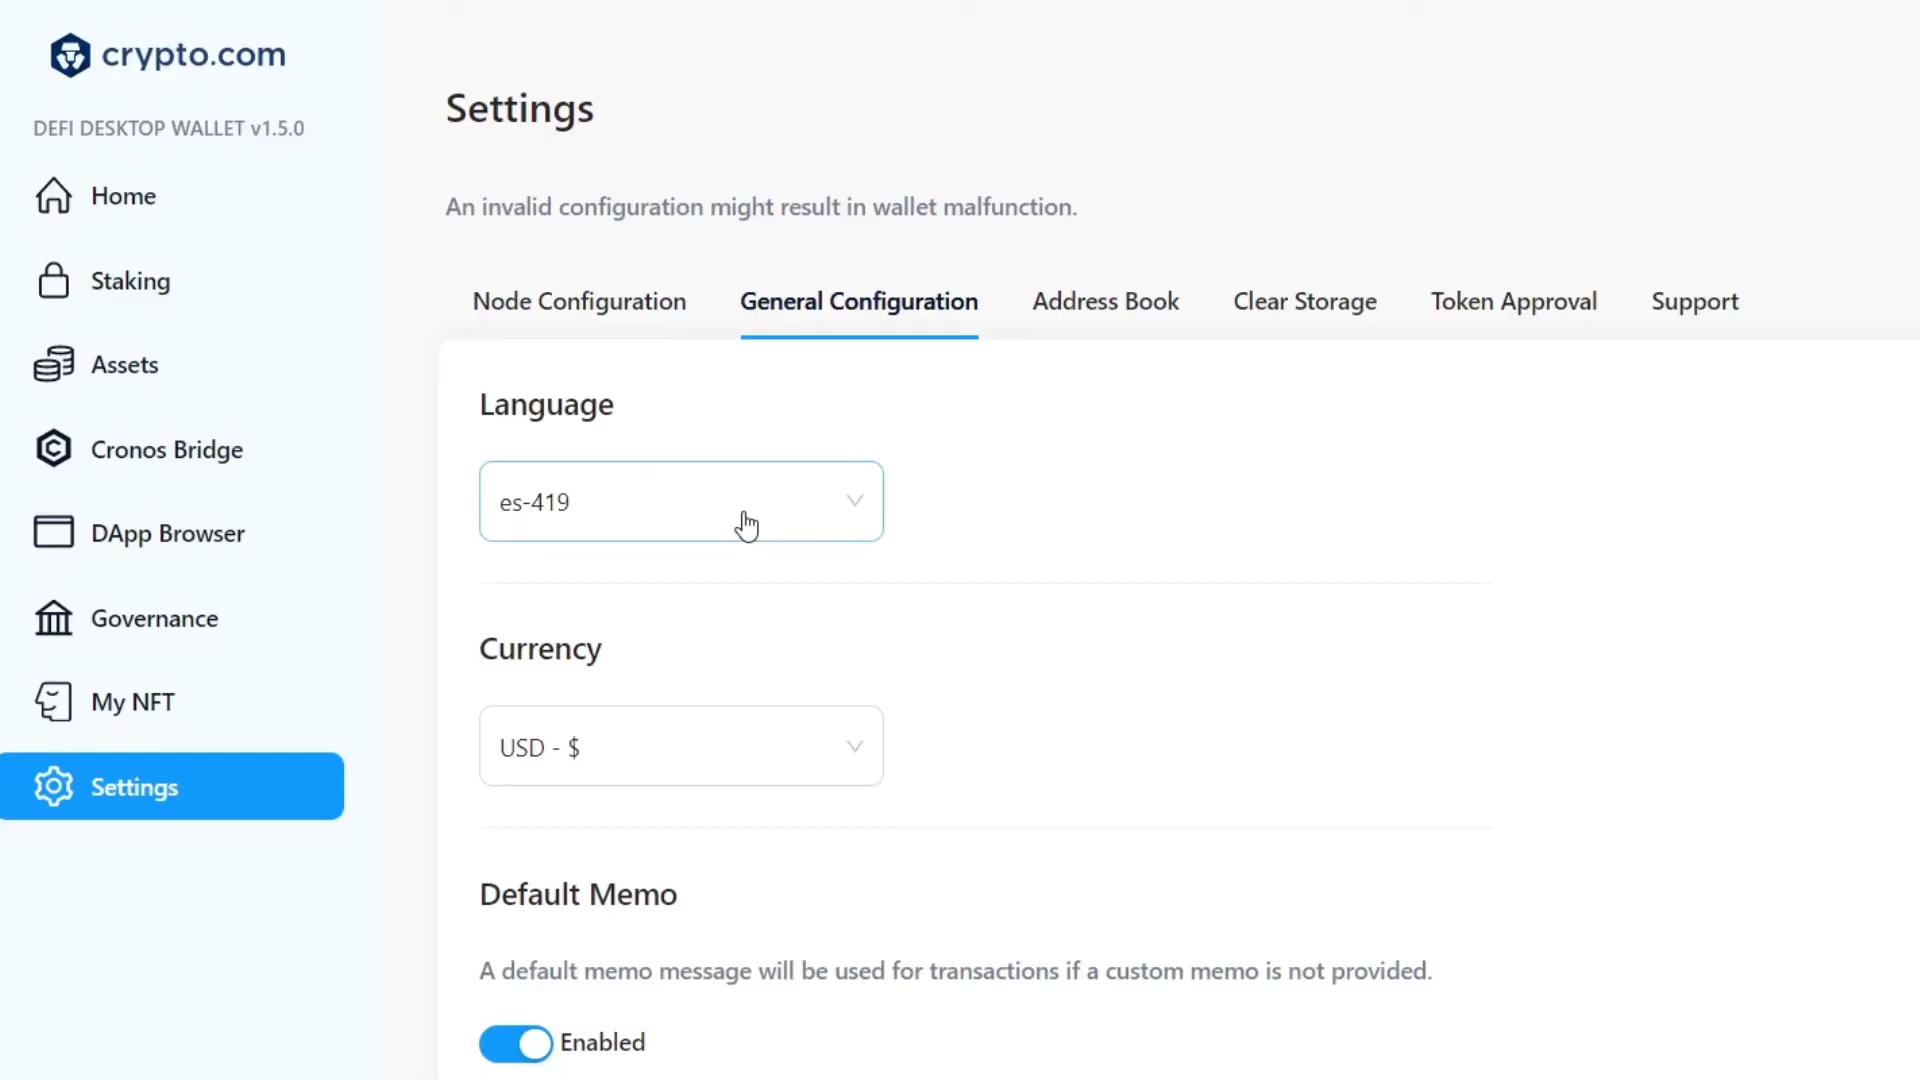 crypto.com
DEFI DESKTOP WALLET v1.5.0
Home
Staking
Assets
Cronos Bridge
DApp Browser
Governance
My NFT
Settings
Settings
An invalid configuration might result in wallet malfunction.
Node Configuration General Configuration Address Book Clear Storage Token Approval Support
Language
es-419
Currency
USD - $
Default Memo
A default memo message will be used for transactions if a custom memo is not provided.
Enabled